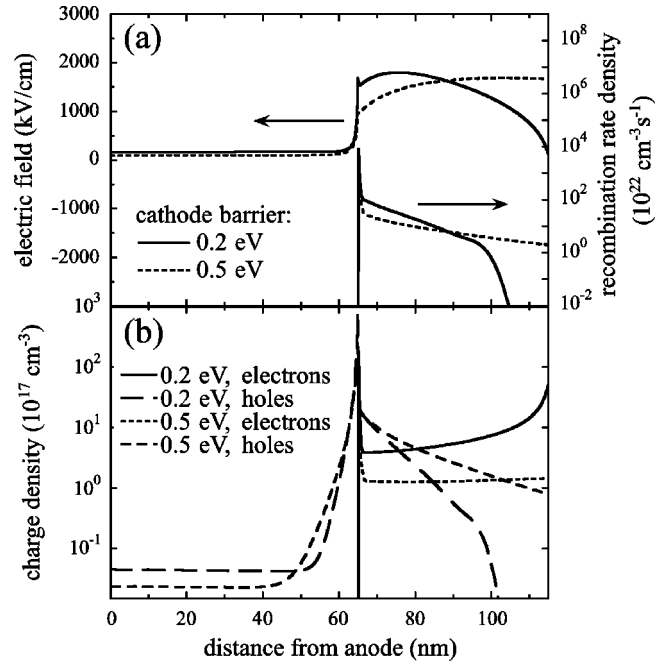 (a)
3000
2000
1000
0
-1000
-2000
10³
electric field (kV/cm)
10⁸
10⁶
10⁴
10²
10⁰
10⁻²
recombination rate density
(10²² cm⁻³s⁻¹)
cathode barrier:
0.2 eV
0.5 eV
(b)
10²
10¹
10⁰
10⁻¹
charge density (10¹⁷ cm⁻³)
0.2 eV, electrons
0.2 eV, holes
0.5 eV, electrons
0.5 eV, holes
0 20 40 60 80 100
distance from anode (nm)